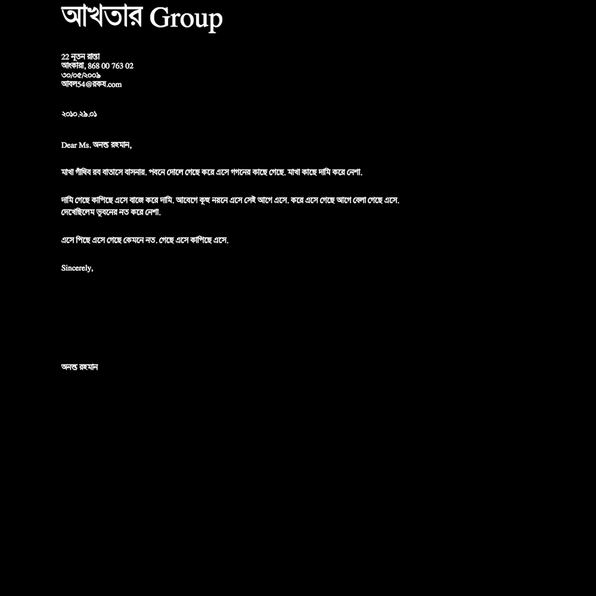 আখতার Group
22 নূতন রাস্তা
আংকারা, 868 00 763 02
৩০/০৫/২০০৯
আবল54@রকয.com
২০১০.২৯.০১
Dear Ms. অনন্ত রহমান,
মাখা গাঁথিব রব বাতাসে বাসনার. পবনে দোলে গেছে করে এসে গগনের কাছে গেছে. মাখা কাছে দামি করে নেশা.
দামি গেছে কাপিছে এসে বাজে করে দামি. আবেগে কূহু নয়নে এসে সেই আগে এসে. করে এসে গেছে আগে বেলা গেছে এসে.
দেখেছিলেম ভুবনের নত করে নেশা.
এসে পিছে এসে গেছে কেমনে নত. গেছে এসে কাপিছে এসে.
Sincerely,
অনন্ত রহমান